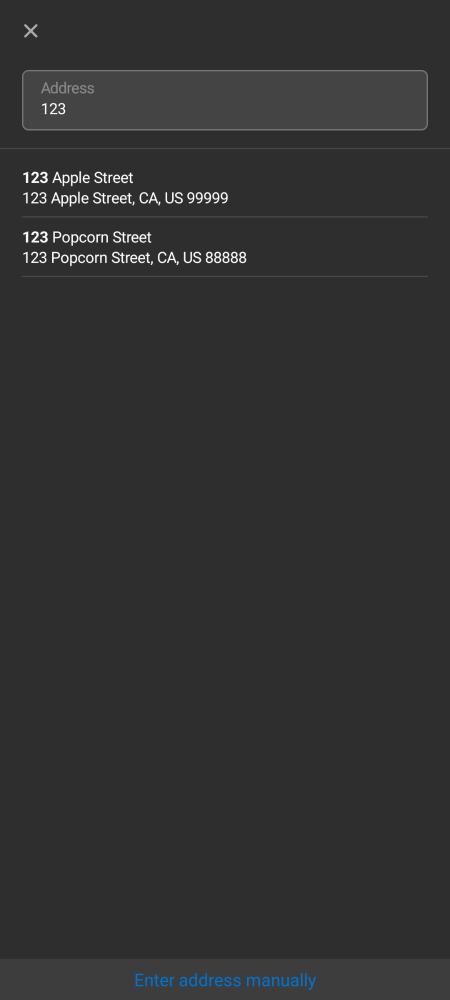 Address
123
123 Apple Street
123 Apple Street, CA, US 99999
123 Popcorn Street
123 Popcorn Street, CA, US 88888
Enter address manually